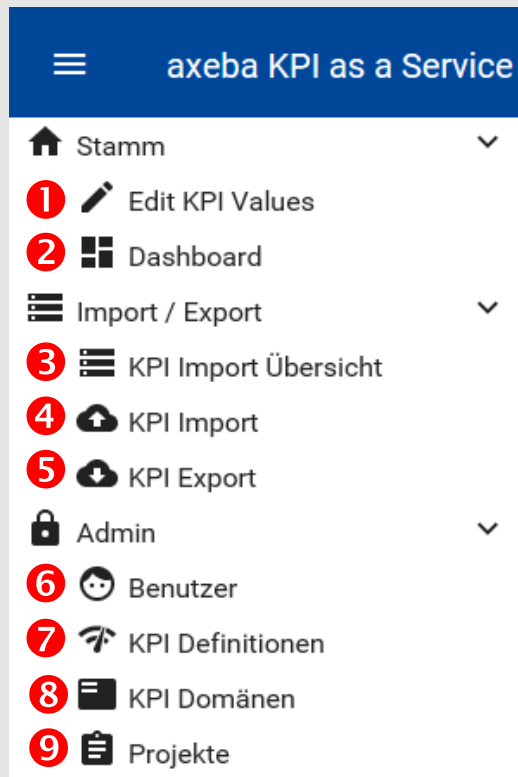 axeba KPI as a Service
Stamm
1 Edit KPI Values
2 Dashboard
Import / Export
3 KPI Import Übersicht
4 KPI Import
5 KPI Export
Admin
6 Benutzer
7 KPI Definitionen
8 KPI Domänen
9 Projekte